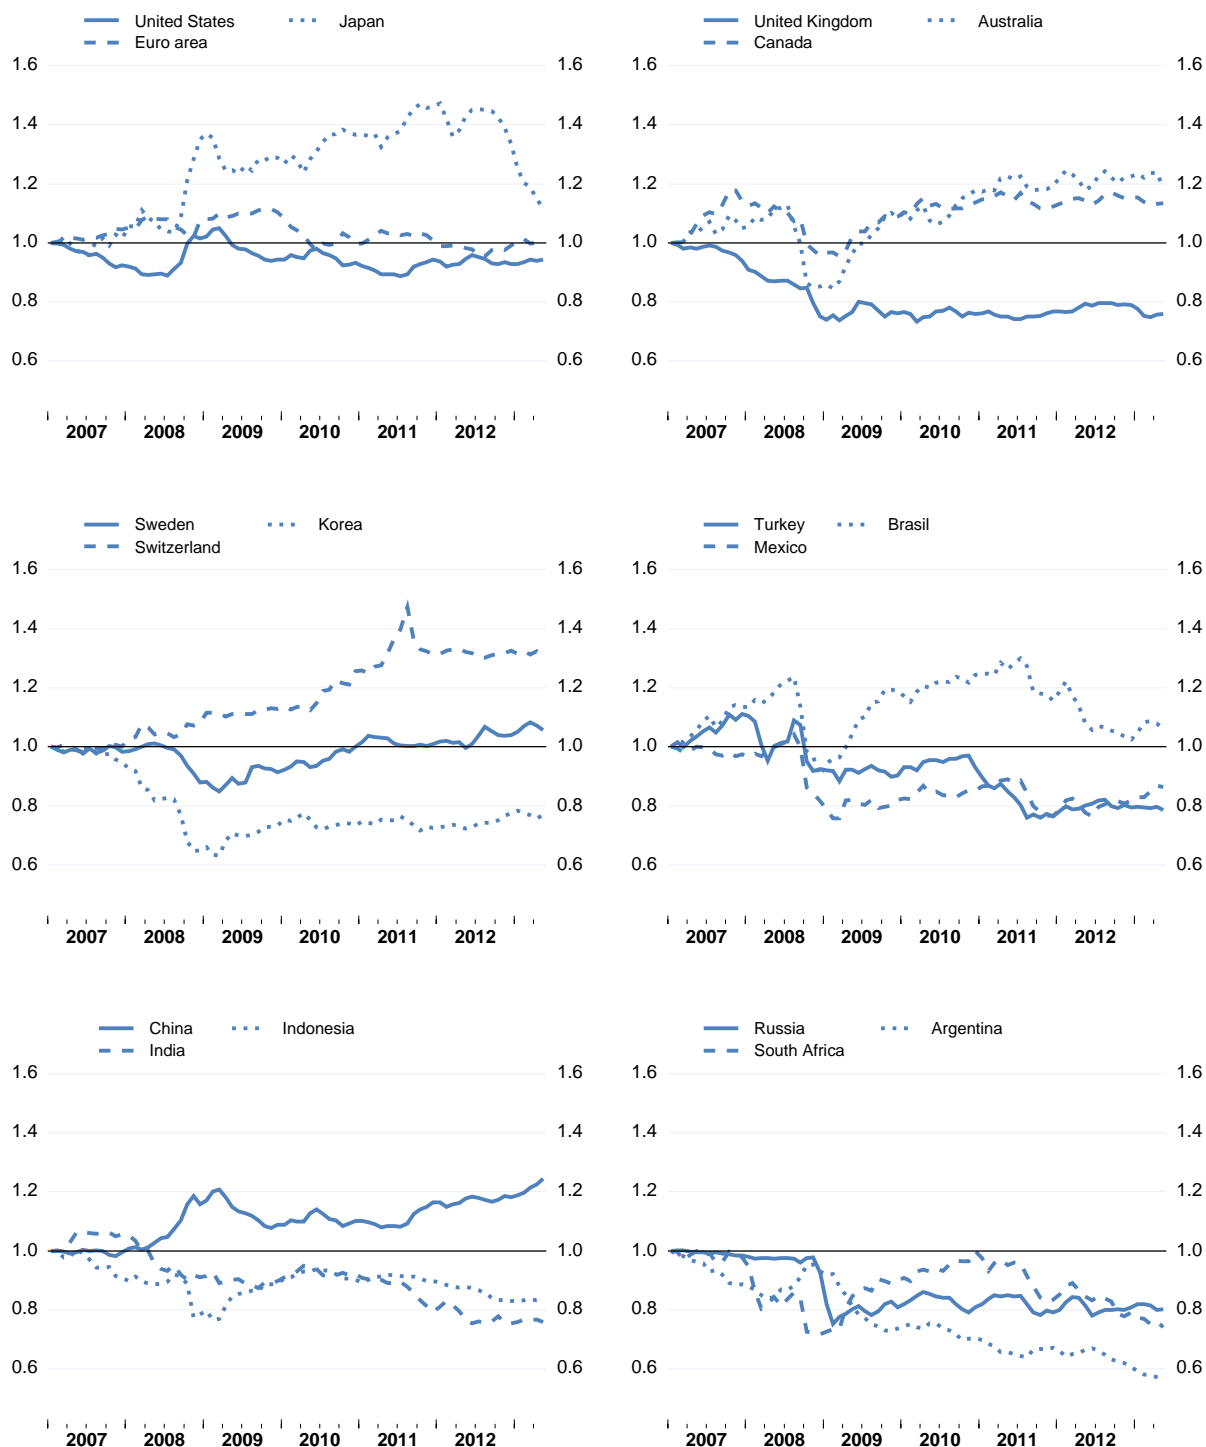 United States Japan
Euro area
1.6 1.6
1.4 1.4
1.2 1.2
1.0 1.0
0.8 0.8
0.6 0.6
2007 2008 2009 2010 2011 2012
United Kingdom Australia
Canada
1.6 1.6
1.4 1.4
1.2 1.2
1.0 1.0
0.8 0.8
0.6 0.6
2007 2008 2009 2010 2011 2012
Sweden Korea
Switzerland
1.6 1.6
1.4 1.4
1.2 1.2
1.0 1.0
0.8 0.8
0.6 0.6
2007 2008 2009 2010 2011 2012
Turkey Brasil
Mexico
1.6 1.6
1.4 1.4
1.2 1.2
1.0 1.0
0.8 0.8
0.6 0.6
2007 2008 2009 2010 2011 2012
China Indonesia
India
1.6 1.6
1.4 1.4
1.2 1.2
1.0 1.0
0.8 0.8
0.6 0.6
2007 2008 2009 2010 2011 2012
Russia Argentina
South Africa
1.6 1.6
1.4 1.4
1.2 1.2
1.0 1.0
0.8 0.8
0.6 0.6
2007 2008 2009 2010 2011 2012